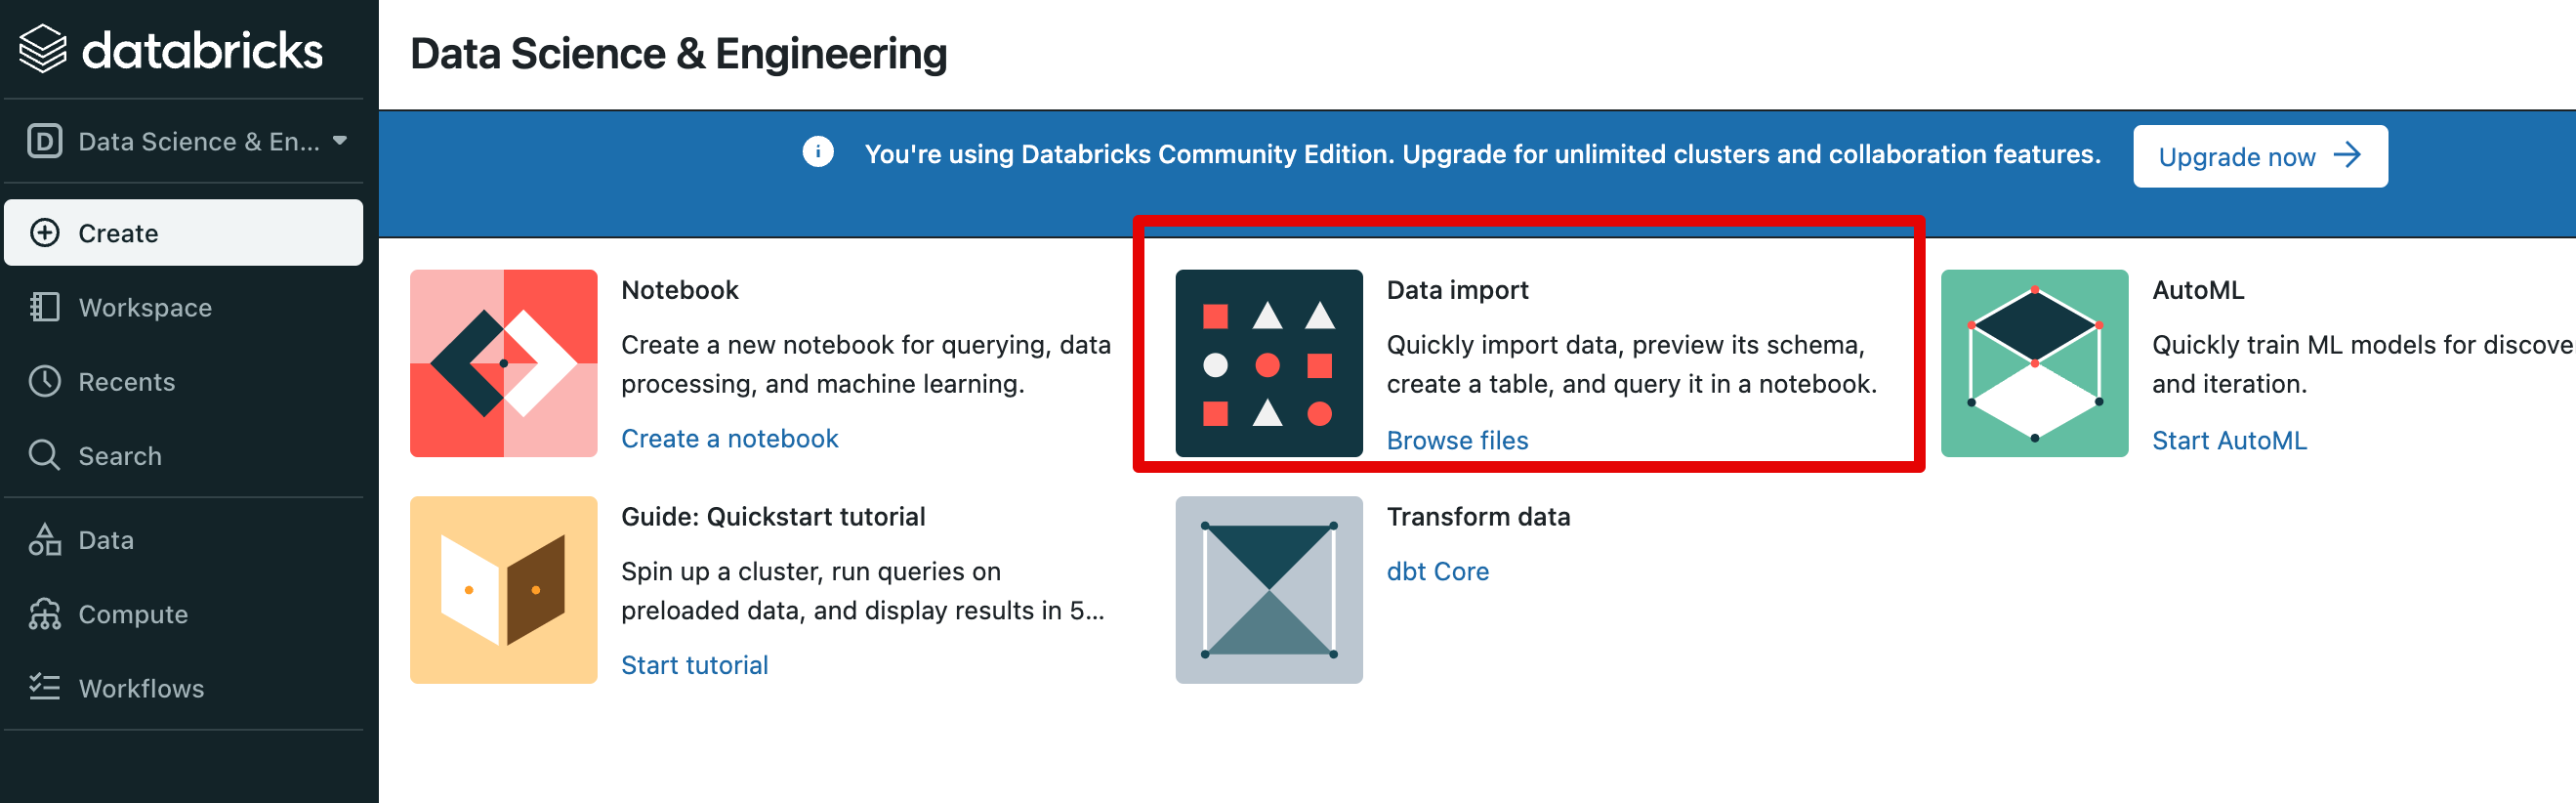 databricks
Data Science & Engineering
D
Data Science & En...
You're using Databricks Community Edition. Upgrade for unlimited clusters and collaboration features.
Upgrade now
Create
Workspace
Recents
Search
Data
Compute
Workflows
Notebook
Create a new notebook for querying, data
processing, and machine learning.
Create a notebook
Data import
Quickly import data, preview its schema,
create a table, and query it in a notebook.
Browse files
AutoML
Quickly train ML models for discove
and iteration.
Start AutoML
Guide: Quickstart tutorial
Spin up a cluster, run queries on
preloaded data, and display results in 5...
Start tutorial
Transform data
dbt Core